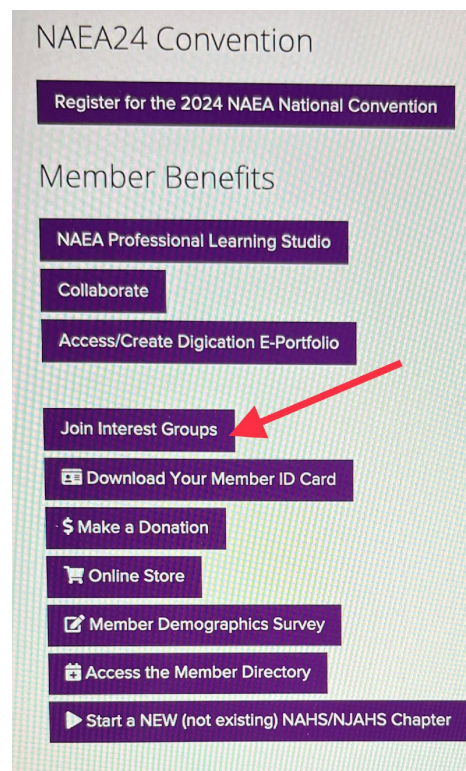 NAEA24 Convention
Register for the 2024 NAEA National Convention
Member Benefits
NAEA Professional Learning Studio
Collaborate
Access/Create Digication E-Portfolio
Join Interest Groups
Download Your Member ID Card
$ Make a Donation
Online Store
Member Demographics Survey
Access the Member Directory
Start a NEW (not existing) NAHS/NJAHS Chapter